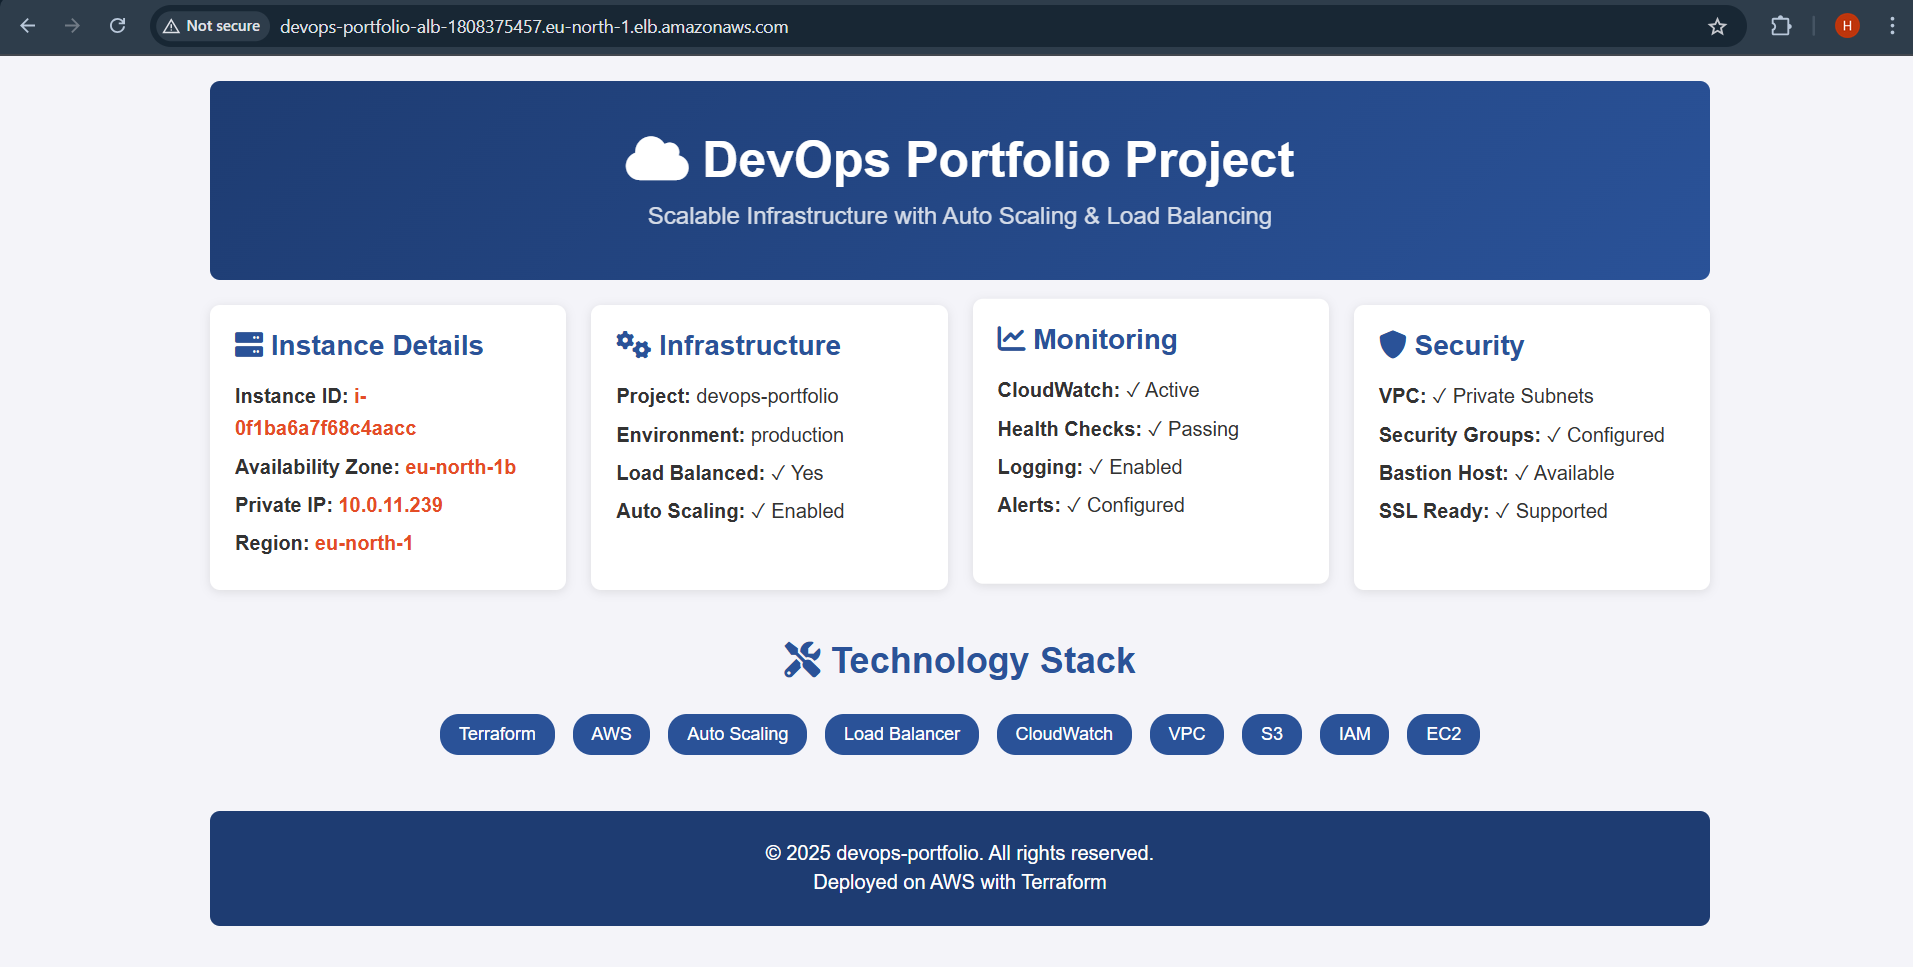 Not secure
devops-portfolio-alb-1808375457.eu-north-1.elb.amazonaws.com
H
DevOps Portfolio Project
Scalable Infrastructure with Auto Scaling & Load Balancing
Instance Details
Instance ID: i-
0f1ba6a7f68c4aacc
Availability Zone: eu-north-1b
Private IP: 10.0.11.239
Region: eu-north-1
Infrastructure
Project: devops-portfolio
Environment: production
Load Balanced: ✓ Yes
Auto Scaling: ✓ Enabled
Monitoring
CloudWatch: ✓ Active
Health Checks: ✓ Passing
Logging: ✓ Enabled
Alerts: ✓ Configured
Security
VPC: ✓ Private Subnets
Security Groups: ✓ Configured
Bastion Host: ✓ Available
SSL Ready: ✓ Supported
Technology Stack
Terraform AWS Auto Scaling Load Balancer CloudWatch VPC S3 IAM EC2
© 2025 devops-portfolio. All rights reserved.
Deployed on AWS with Terraform